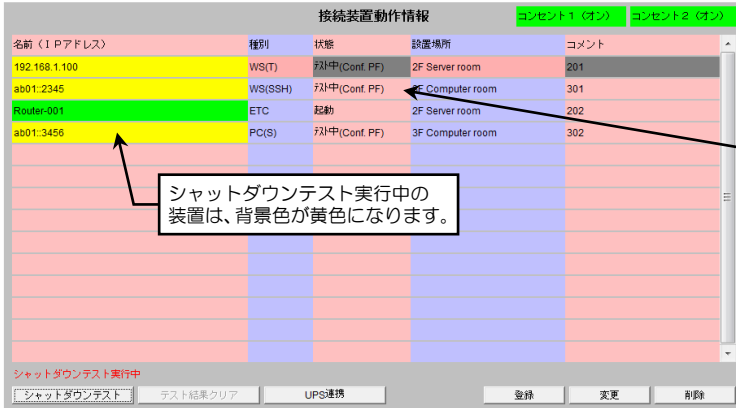 接続装置動作情報 コンセント1（オン） コンセント2（オン）
名前（ＩＰアドレス） 種別 状態 設置場所 コメント
192.168.1.100 WS(T) ﾃｽﾄ中(Conf. PF) 2F Server room 201
ab01::2345 WS(SSH) ﾃｽﾄ中(Conf. PF) Computer room 301
Router-001 ETC 起動 2F Server room 202
ab01::3456 PC(S) ﾃｽﾄ中(Conf. PF) 3F Computer room 302
シャットダウンテスト実行中の
装置は、背景色が黄色になります。
シャットダウンテスト実行中
シャットダウンテスト テスト結果クリア UPS連携 登録 変更 削除